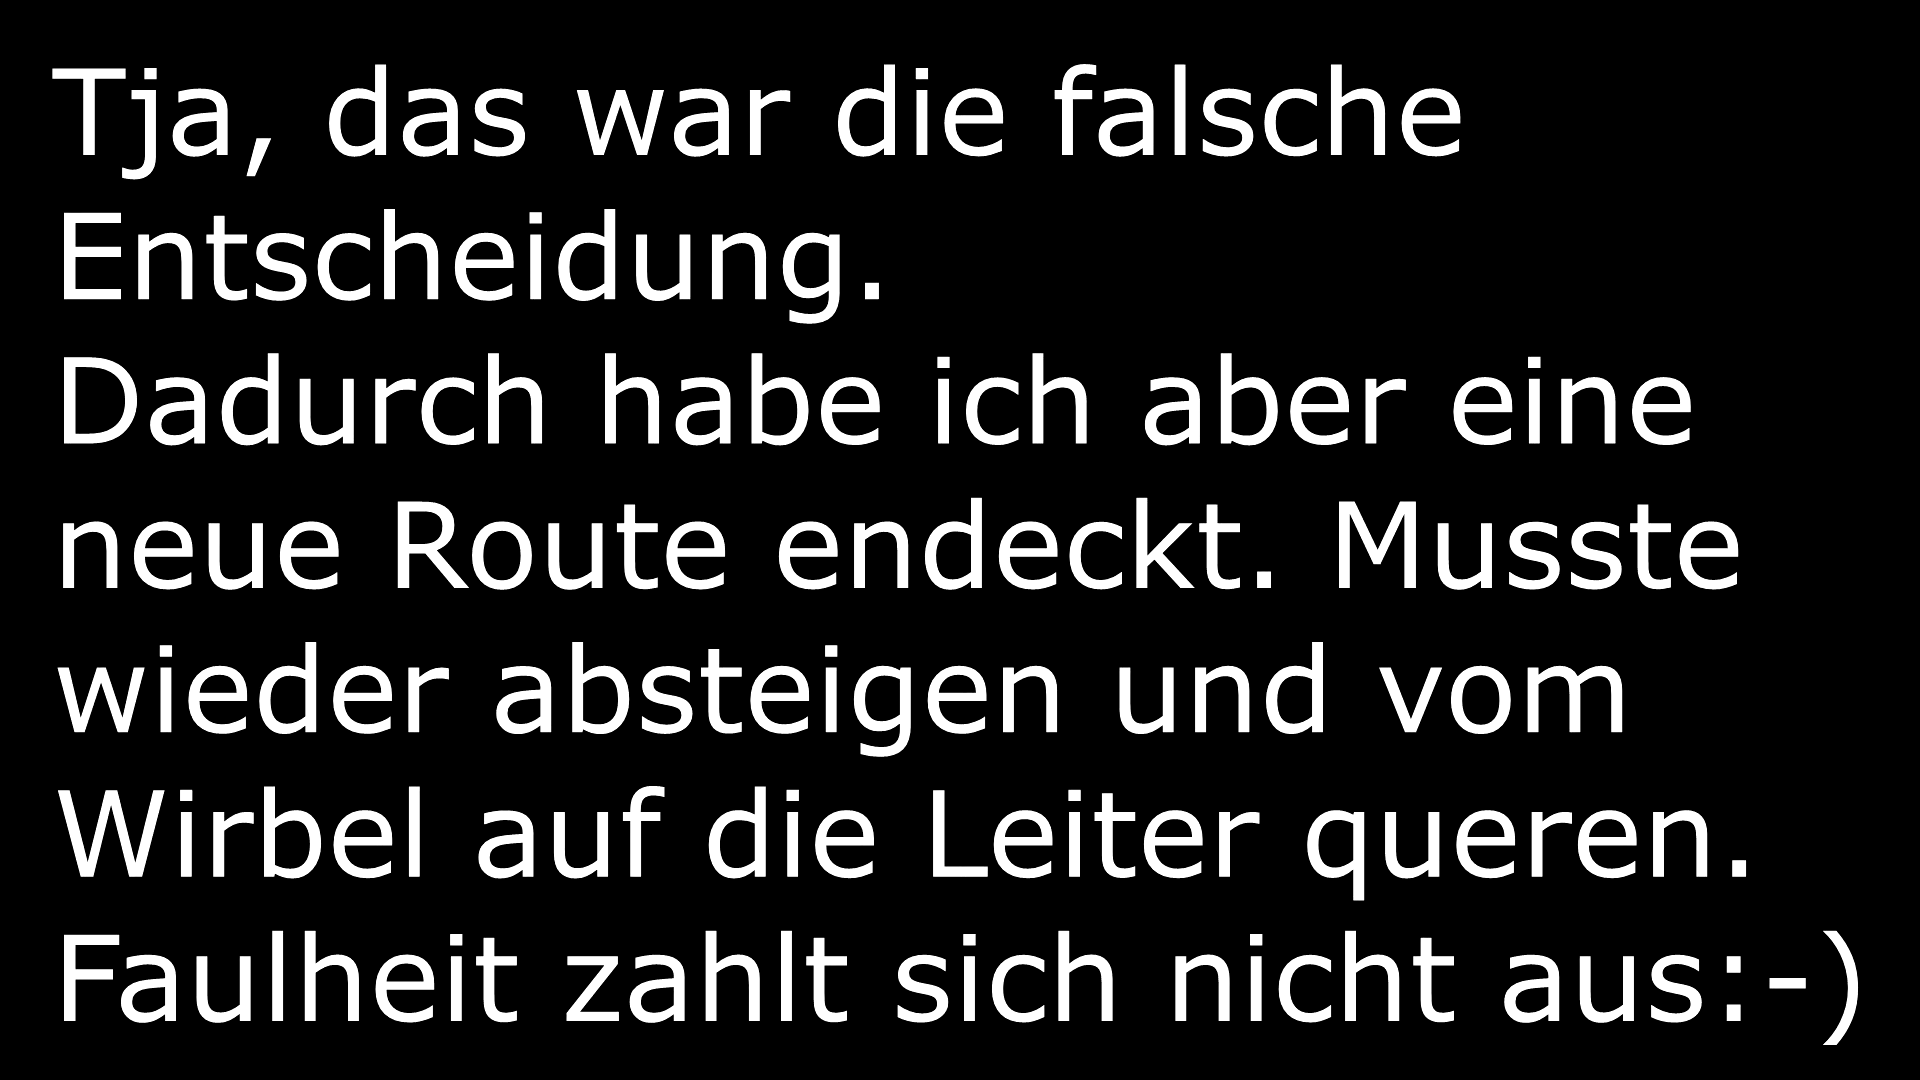 Tja, das war die falsche
Entscheidung.
Dadurch habe ich aber eine
neue Route endeckt. Musste
wieder absteigen und vom
Wirbel auf die Leiter queren.
Faulheit zahlt sich nicht aus:-)